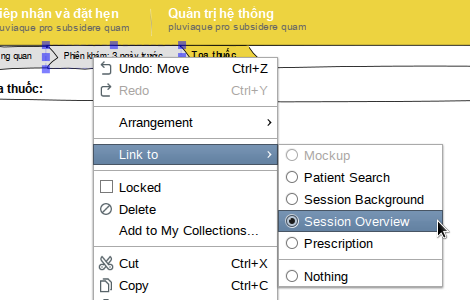 iếp nhận và đặt hẹn
Quản trị hệ thống
pluviaque pro subsidere quam
pluviaque pro subsidere quam
ng quan
Phiên khám: 3 ngày trước
Toa thuốc
a thuốc:
Undo: Move Ctrl+Z
Redo Ctrl+Y
Arrangement
Link to
Locked
Delete
Add to My Collections...
Cut Ctrl+X
Copy Ctrl+C
Mockup
Patient Search
Session Background
Session Overview
Prescription
Nothing